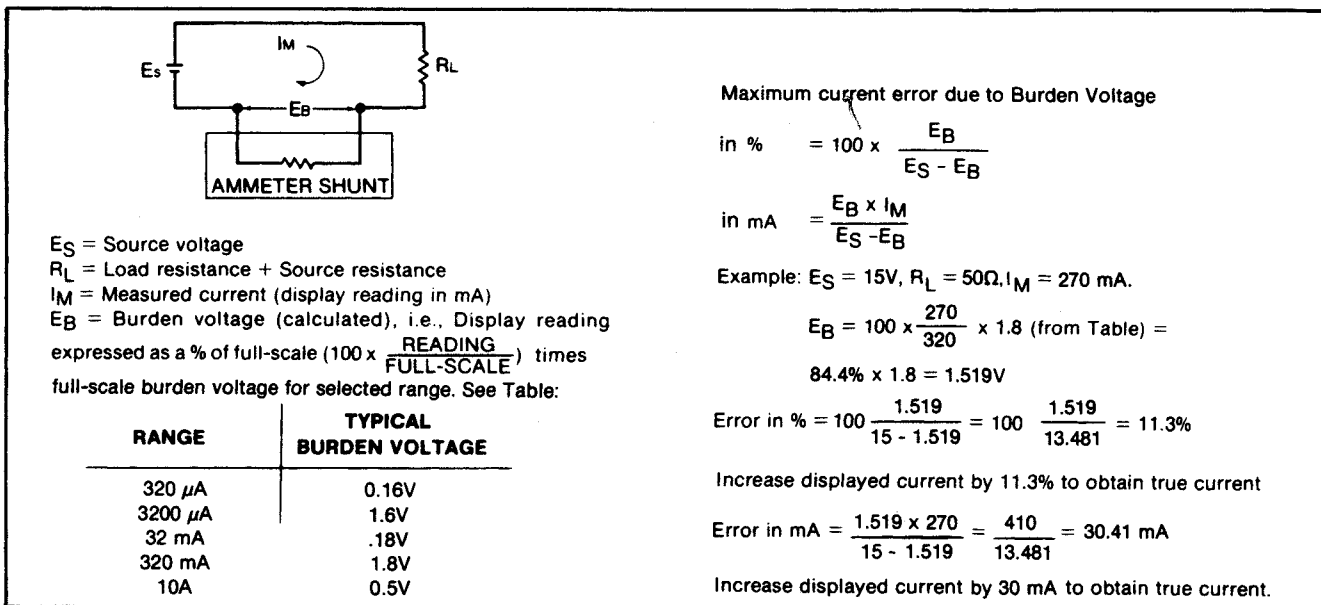 IM
Es
RL
EB
AMMETER SHUNT
ES = Source voltage
RL = Load resistance + Source resistance
IM = Measured current (display reading in mA)
EB = Burden voltage (calculated), i.e., Display reading
expressed as a % of full-scale (100 x READING / FULL-SCALE) times
full-scale burden voltage for selected range. See Table:
RANGE TYPICAL BURDEN VOLTAGE
320 µA 0.16V
3200 µA 1.6V
32 mA .18V
320 mA 1.8V
10A 0.5V
Maximum current error due to Burden Voltage
in % = 100 x EB / ES - EB
in mA = EB x IM / ES -EB
Example: ES = 15V, RL = 50Ω, IM = 270 mA.
EB = 100 x 270 / 320 x 1.8 (from Table) =
84.4% x 1.8 = 1.519V
Error in % = 100 1.519 / 15 - 1.519 = 100 1.519 / 13.481 = 11.3%
Increase displayed current by 11.3% to obtain true current
Error in mA = 1.519 x 270 / 15 - 1.519 = 410 / 13.481 = 30.41 mA
Increase displayed current by 30 mA to obtain true current.